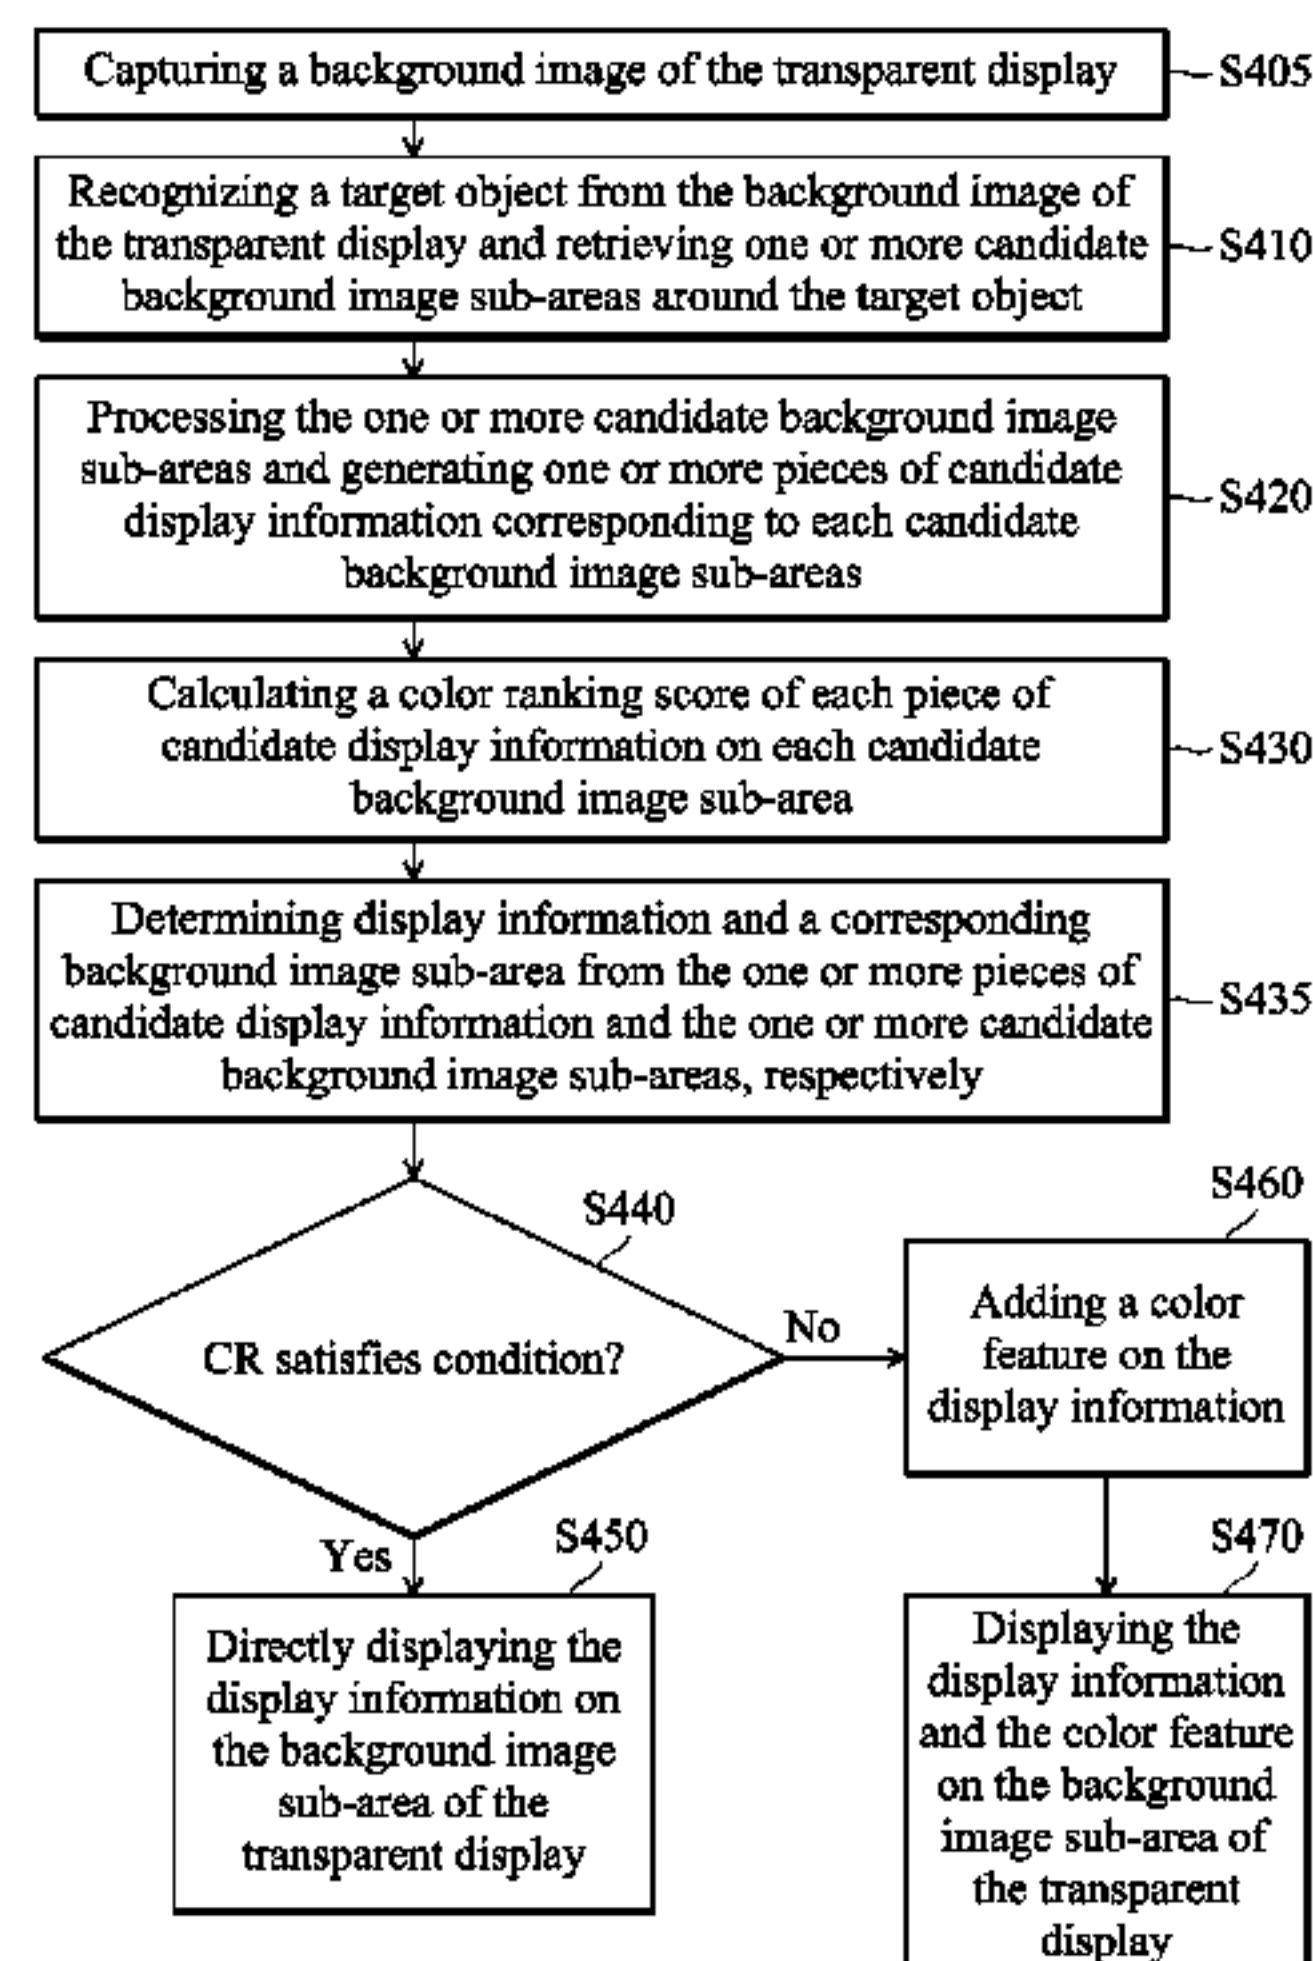 Capturing a background image of the transparent display
S405
Recognizing a target object from the background image of
the transparent display and retrieving one or more candidate
background image sub-areas around the target object
S410
Processing the one or more candidate background image
sub-areas and generating one or more pieces of candidate
display information corresponding to each candidate
background image sub-areas
S420
Calculating a color ranking score of each piece of
candidate display information on each candidate
background image sub-area
S430
Determining display information and a corresponding
background image sub-area from the one or more pieces of
candidate display information and the one or more candidate
background image sub-areas, respectively
S435
S440
CR satisfies condition?
No
S460
Adding a color
feature on the
display information
Yes
S450
Directly displaying the
display information on
the background image
sub-area of the
transparent display
S470
Displaying the
display information
and the color feature
on the background
image sub-area of
the transparent
display